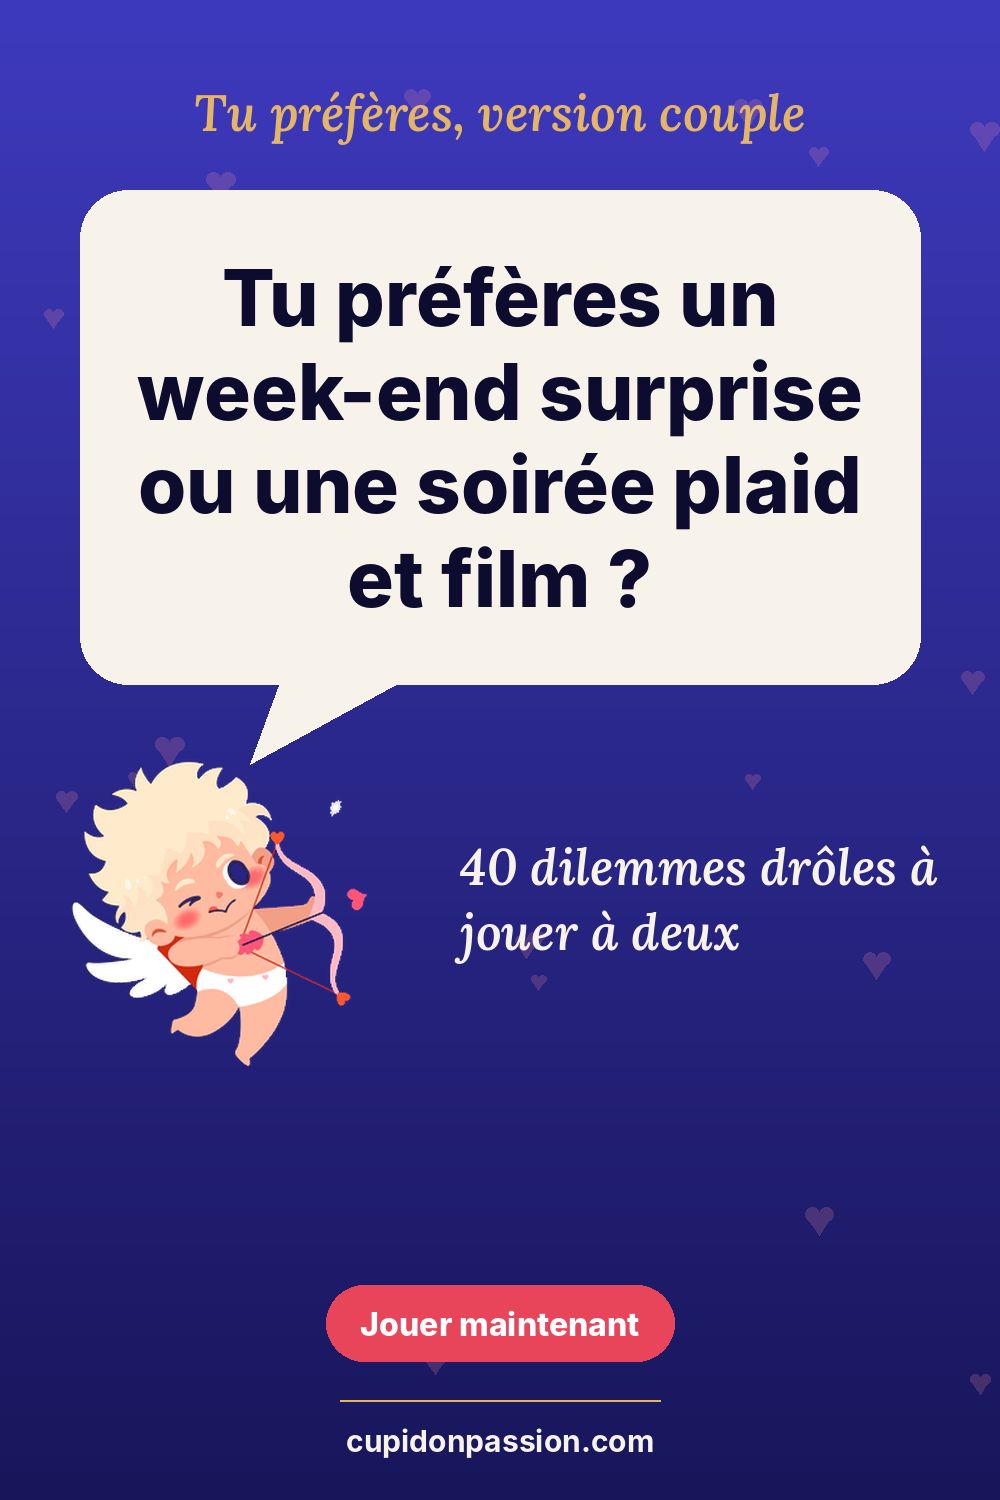 Tu préfères, version couple
Tu préfères un
week-end surprise
ou une soirée plaid
et film ?
40 dilemmes drôles à
jouer à deux
Jouer maintenant
cupidonpassion.com